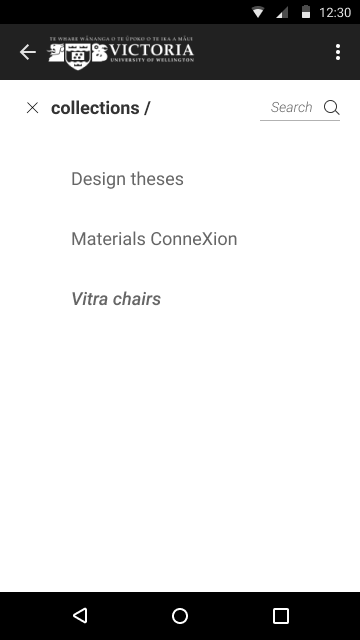 12:30
TE WHARE WĀNANGA O TE ŪPOKO O TE IKA A MĀUI
VICTORIA
UNIVERSITY OF WELLINGTON
collections /
Search
Design theses
Materials ConneXion
Vitra chairs